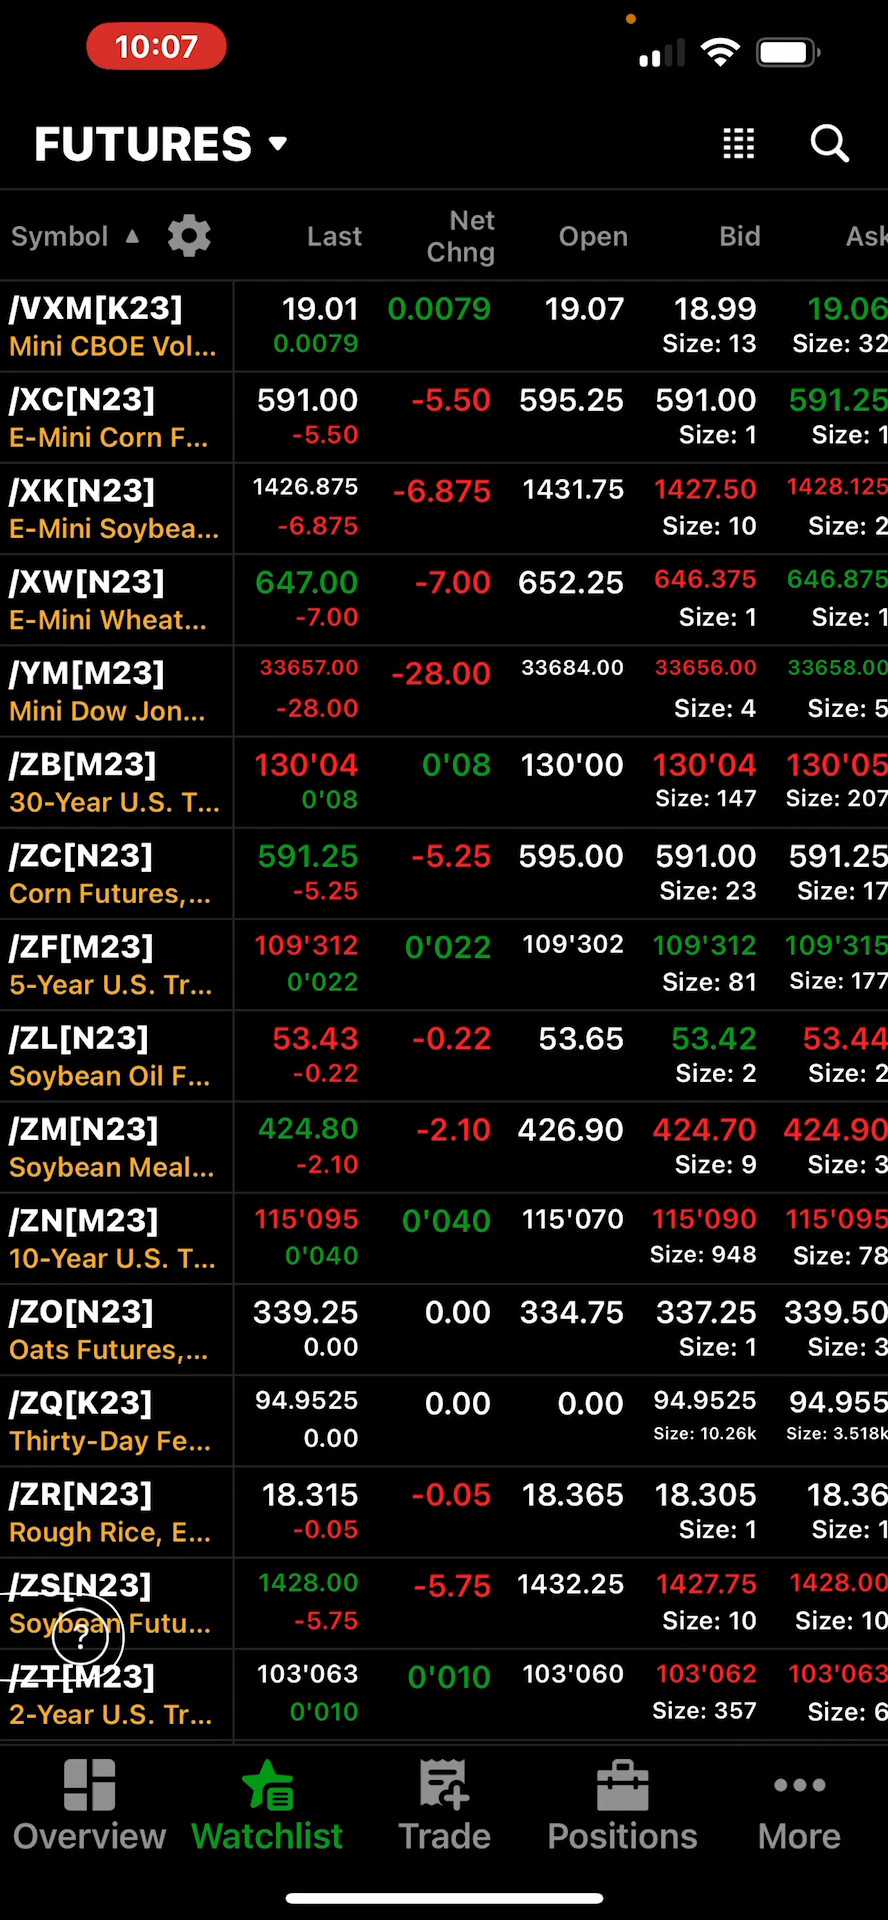 10:07
FUTURES
Symbol ▲ Last Net Chng Open Bid Ask
/VXM[K23] 19.01 0.0079 19.07 18.99 19.06
Mini CBOE Vol... 0.0079 Size: 13 Size: 32
/XC[N23] 591.00 -5.50 595.25 591.00 591.25
E-Mini Corn F... -5.50 Size: 1 Size: 1
/XK[N23] 1426.875 -6.875 1431.75 1427.50 1428.125
E-Mini Soybea... -6.875 Size: 10 Size: 2
/XW[N23] 647.00 -7.00 652.25 646.375 646.875
E-Mini Wheat... -7.00 Size: 1 Size: 1
/YM[M23] 33657.00 -28.00 33684.00 33656.00 33658.00
Mini Dow Jon... -28.00 Size: 4 Size: 5
/ZB[M23] 130'04 0'08 130'00 130'04 130'05
30-Year U.S. T... 0'08 Size: 147 Size: 207
/ZC[N23] 591.25 -5.25 595.00 591.00 591.25
Corn Futures,... -5.25 Size: 23 Size: 17
/ZF[M23] 109'312 0'022 109'302 109'312 109'315
5-Year U.S. Tr... 0'022 Size: 81 Size: 177
/ZL[N23] 53.43 -0.22 53.65 53.42 53.44
Soybean Oil F... -0.22 Size: 2 Size: 2
/ZM[N23] 424.80 -2.10 426.90 424.70 424.90
Soybean Meal... -2.10 Size: 9 Size: 3
/ZN[M23] 115'095 0'040 115'070 115'090 115'095
10-Year U.S. T... 0'040 Size: 948 Size: 78
/ZO[N23] 339.25 0.00 334.75 337.25 339.50
Oats Futures,... 0.00 Size: 1 Size: 3
/ZQ[K23] 94.9525 0.00 0.00 94.9525 94.955
Thirty-Day Fe... 0.00 Size: 10.26k Size: 3.518k
/ZR[N23] 18.315 -0.05 18.365 18.305 18.36
Rough Rice, E... -0.05 Size: 1 Size: 1
/ZS[N23] 1428.00 -5.75 1432.25 1427.75 1428.00
Soybean Futu... -5.75 Size: 10 Size: 10
?
/ZT[M23] 103'063 0'010 103'060 103'062 103'063
2-Year U.S. Tr... 0'010 Size: 357 Size: 6
Overview Watchlist Trade Positions More